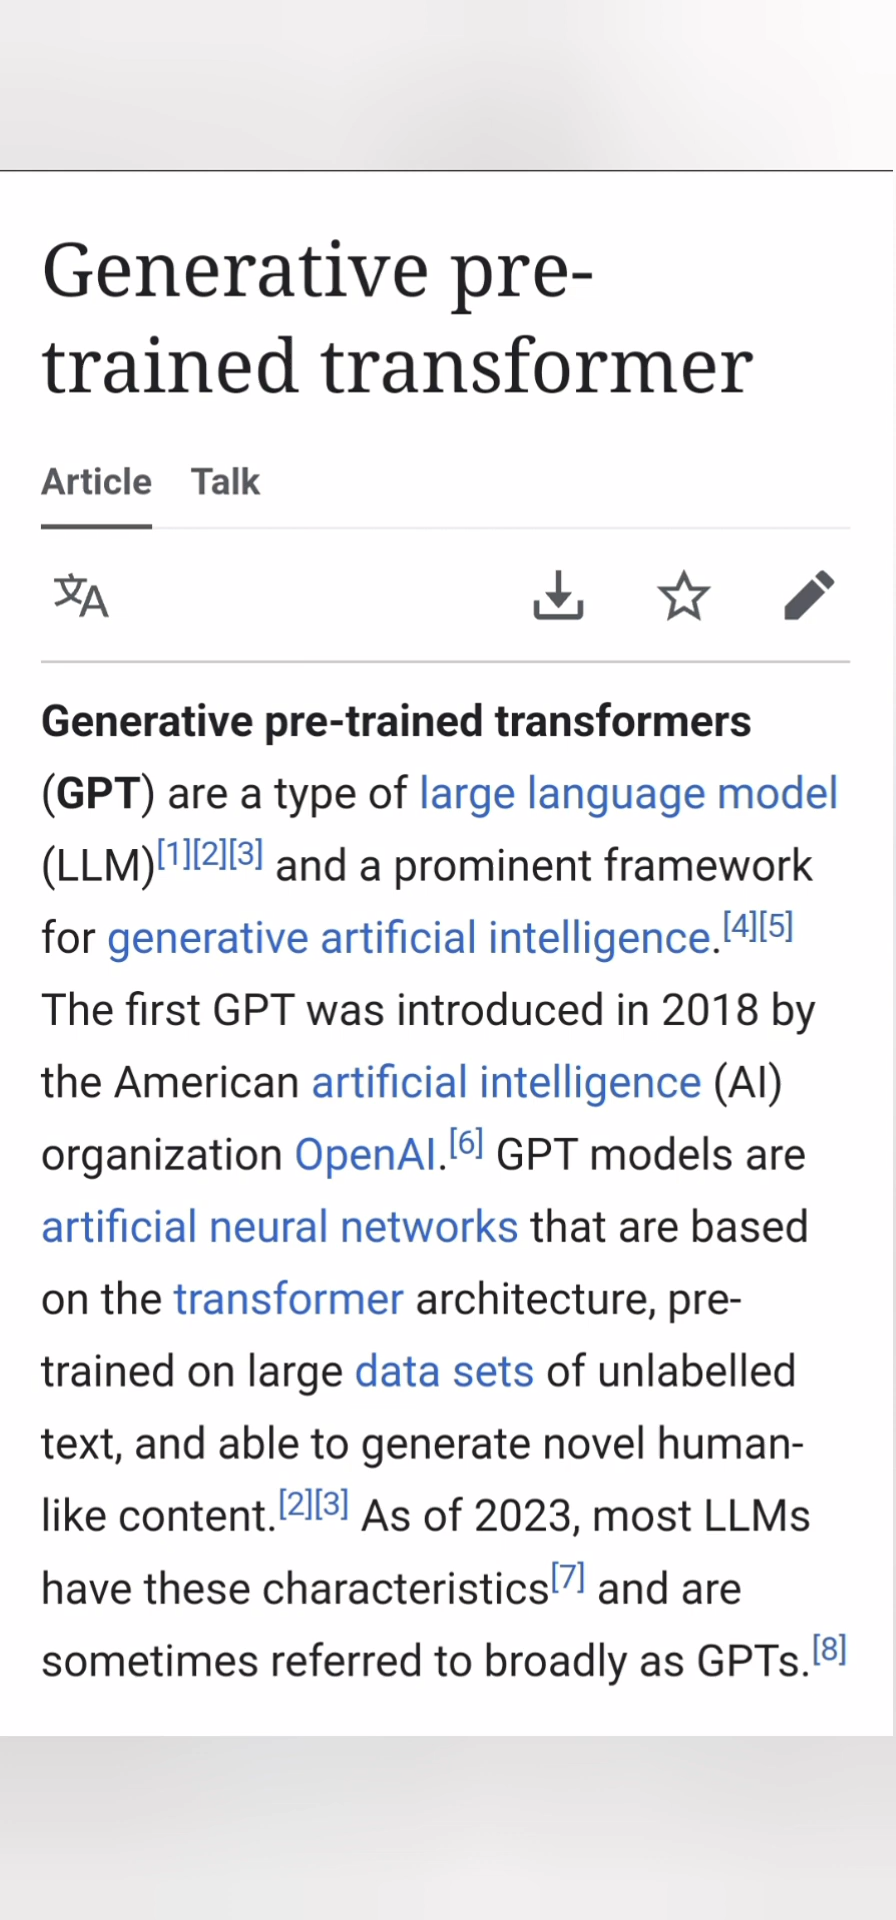 Generative pre-
trained transformer
Article Talk
文A
Generative pre-trained transformers
(GPT) are a type of large language model
(LLM)[1][2][3] and a prominent framework
for generative artificial intelligence.[4][5]
The first GPT was introduced in 2018 by
the American artificial intelligence (AI)
organization OpenAI.[6] GPT models are
artificial neural networks that are based
on the transformer architecture, pre-
trained on large data sets of unlabelled
text, and able to generate novel human-
like content.[2][3] As of 2023, most LLMs
have these characteristics[7] and are
sometimes referred to broadly as GPTs.[8]